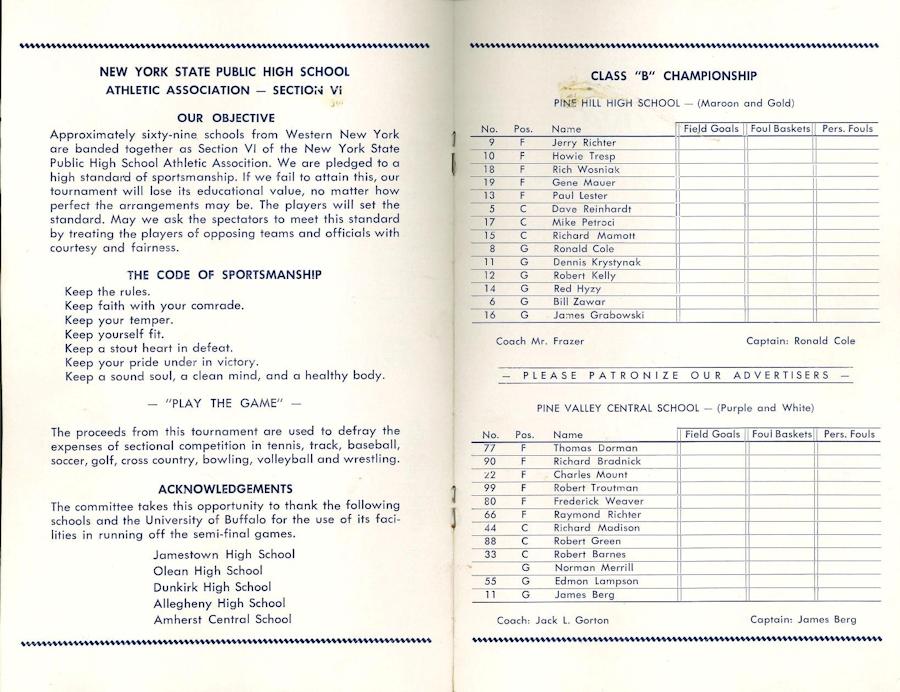 NEW YORK STATE PUBLIC HIGH SCHOOL
ATHLETIC ASSOCIATION — SECTION VI
OUR OBJECTIVE
Approximately sixty-nine schools from Western New York
are banded together as Section VI of the New York State
Public High School Athletic Assocition. We are pledged to a
high standard of sportsmanship. If we fail to attain this, our
tournament will lose its educational value, no matter how
perfect the arrangements may be. The players will set the
standard. May we ask the spectators to meet this standard
by treating the players of opposing teams and officials with
courtesy and fairness.
THE CODE OF SPORTSMANSHIP
Keep the rules.
Keep faith with your comrade.
Keep your temper.
Keep yourself fit.
Keep a stout heart in defeat.
Keep your pride under in victory.
Keep a sound soul, a clean mind, and a healthy body.
— "PLAY THE GAME" —
The proceeds from this tournament are used to defray the
expenses of sectional competition in tennis, track, baseball,
soccer, golf, cross country, bowling, volleyball and wrestling.
ACKNOWLEDGEMENTS
The committee takes this opportunity to thank the following
schools and the University of Buffalo for the use of its faci-
lities in running off the semi-final games.
Jamestown High School
Olean High School
Dunkirk High School
Allegheny High School
Amherst Central School
CLASS "B" CHAMPIONSHIP
PINE HILL HIGH SCHOOL — (Maroon and Gold)
No. Pos. Name Field Goals Foul Baskets Pers. Fouls
9 F Jerry Richter
10 F Howie Tresp
18 F Rich Wosniak
19 F Gene Mauer
13 F Paul Lester
5 C Dave Reinhardt
17 C Mike Petroci
15 C Richard Mamott
8 G Ronald Cole
11 G Dennis Krystynak
12 G Robert Kelly
14 G Red Hyzy
6 G Bill Zawar
16 G James Grabowski
Coach Mr. Frazer Captain: Ronald Cole
— PLEASE PATRONIZE OUR ADVERTISERS —
PINE VALLEY CENTRAL SCHOOL — (Purple and White)
No. Pos. Name Field Goals Foul Baskets Pers. Fouls
77 F Thomas Dorman
90 F Richard Bradnick
22 F Charles Mount
99 F Robert Troutman
80 F Frederick Weaver
66 F Raymond Richter
44 C Richard Madison
88 C Robert Green
33 C Robert Barnes
G Norman Merrill
55 G Edmon Lampson
11 G James Berg
Coach: Jack L. Gorton Captain: James Berg